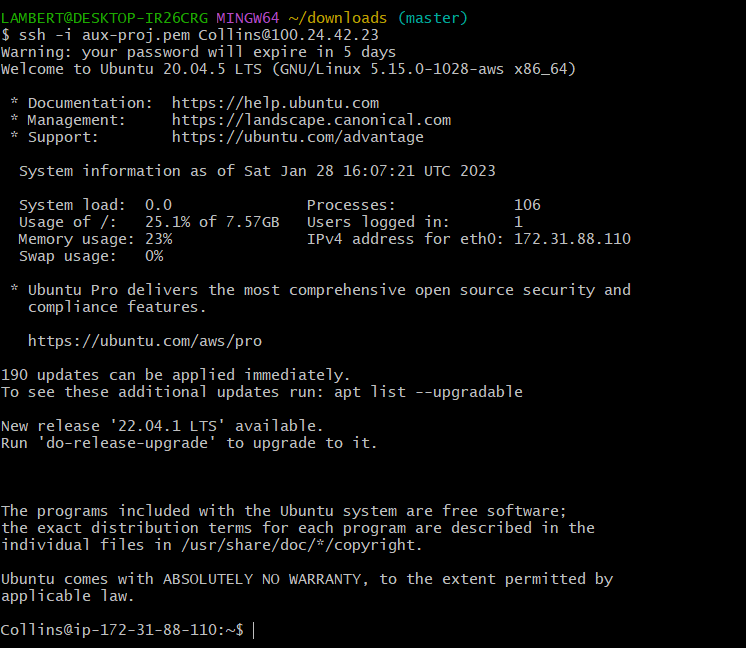 LAMBERT@DESKTOP-IR26CRG MINGW64 ~/downloads (master)
$ ssh -i aux-proj.pem Collins@100.24.42.23
Warning: your password will expire in 5 days
Welcome to Ubuntu 20.04.5 LTS (GNU/Linux 5.15.0-1028-aws x86_64)
* Documentation:  https://help.ubuntu.com
* Management:     https://landscape.canonical.com
* Support:        https://ubuntu.com/advantage
System information as of Sat Jan 28 16:07:21 UTC 2023
System load:  0.0               Processes:             106
Usage of /:   25.1% of 7.57GB   Users logged in:       1
Memory usage: 23%               IPv4 address for eth0: 172.31.88.110
Swap usage:   0%
* Ubuntu Pro delivers the most comprehensive open source security and
compliance features.
https://ubuntu.com/aws/pro
190 updates can be applied immediately.
To see these additional updates run: apt list --upgradable
New release '22.04.1 LTS' available.
Run 'do-release-upgrade' to upgrade to it.
The programs included with the Ubuntu system are free software;
the exact distribution terms for each program are described in the
individual files in /usr/share/doc/*/copyright.
Ubuntu comes with ABSOLUTELY NO WARRANTY, to the extent permitted by
applicable law.
Collins@ip-172-31-88-110:~$